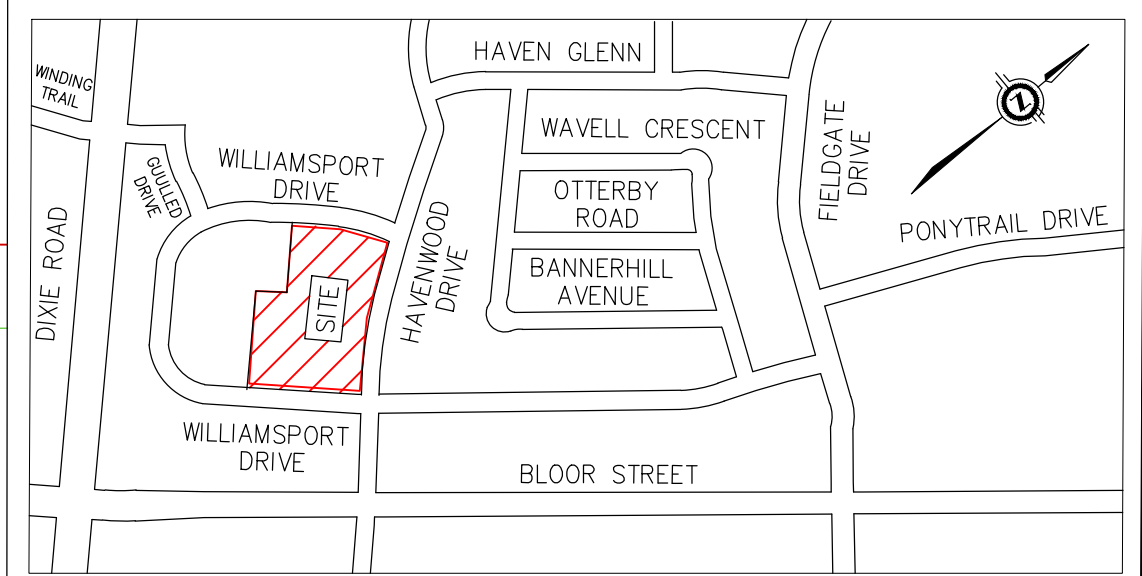 HAVEN GLENN
WINDING
TRAIL
WAVELL CRESCENT
FIELDGATE
DRIVE
WILLIAMSPORT
DRIVE
GUULLED
DRIVE
OTTERBY
ROAD
PONYTRAIL DRIVE
DIXIE ROAD
HAVENWOOD
DRIVE
BANNERHILL
AVENUE
SITE
WILLIAMSPORT
DRIVE
BLOOR STREET
N